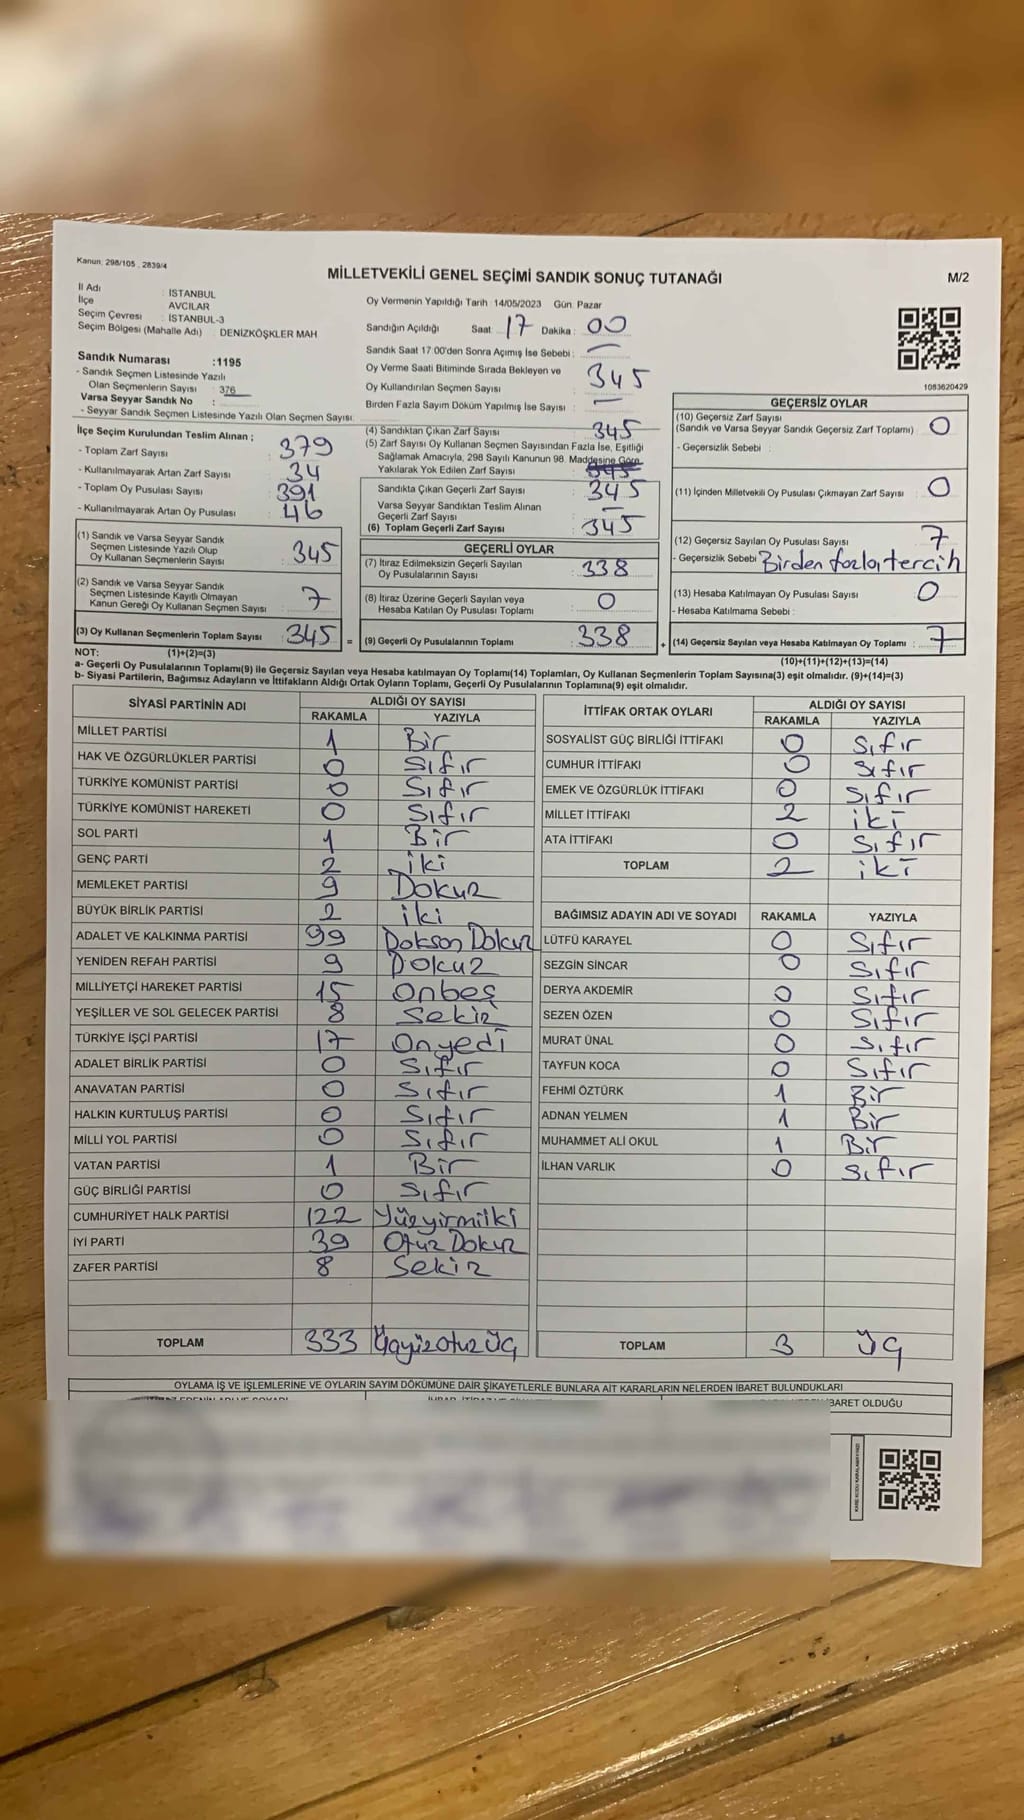 Kanun: 298/105 , 2839/4
MİLLETVEKİLİ GENEL SEÇİMİ SANDIK SONUÇ TUTANAĞI
M/2
İl Adı : İSTANBUL
İlçe : AVCILAR
Seçim Çevresi : İSTANBUL-3
Seçim Bölgesi (Mahalle Adı) : DENİZKÖŞKLER MAH
Sandık Numarası :1195
- Sandık Seçmen Listesinde Yazılı
Olan Seçmenlerin Sayısı : 376
Varsa Seyyar Sandık No :
- Seyyar Sandık Seçmen Listesinde Yazılı Olan Seçmen Sayısı:
İlçe Seçim Kurulundan Teslim Alınan ;
- Toplam Zarf Sayısı : 379
- Kullanılmayarak Artan Zarf Sayısı : 34
- Toplam Oy Pusulası Sayısı : 391
- Kullanılmayarak Artan Oy Pusulası : 46
(1) Sandık ve Varsa Seyyar Sandık
Seçmen Listesinde Yazılı Olup
Oy Kullanan Seçmenlerin Sayısı : 345
(2) Sandık ve Varsa Seyyar Sandık
Seçmen Listesinde Kayıtlı Olmayan
Kanun Gereği Oy Kullanan Seçmen Sayısı : 7
(3) Oy Kullanan Seçmenlerin Toplam Sayısı : 345 =
Oy Vermenin Yapıldığı Tarih :14/05/2023 Gün: Pazar
Sandığın Açıldığı Saat : 17 Dakika : 00
Sandık Saat 17:00'den Sonra Açımış İse Sebebi : —
Oy Verme Saati Bitiminde Sırada Bekleyen ve
Oy Kullandırılan Seçmen Sayısı : 345
Birden Fazla Sayım Döküm Yapılmış İse Sayısı : —
(4) Sandıktan Çıkan Zarf Sayısı : 345
(5) Zarf Sayısı Oy Kullanan Seçmen Sayısından Fazla İse, Eşitliği
Sağlamak Amacıyla, 298 Sayılı Kanunun 98. Maddesine Göre
Yakılarak Yok Edilen Zarf Sayısı : 345
Sandıkta Çıkan Geçerli Zarf Sayısı : 345
Varsa Seyyar Sandıktan Teslim Alınan
Geçerli Zarf Sayısı : —
(6) Toplam Geçerli Zarf Sayısı : 345
GEÇERLİ OYLAR
(7) İtiraz Edilmeksizin Geçerli Sayılan
Oy Pusulalarının Sayısı : 338
(8) İtiraz Üzerine Geçerli Sayılan veya
Hesaba Katılan Oy Pusulası Toplamı : 0
(9) Geçerli Oy Pusulalarının Toplamı : 338 +
1083620429
GEÇERSİZ OYLAR
(10) Geçersiz Zarf Sayısı
(Sandık ve Varsa Seyyar Sandık Geçersiz Zarf Toplamı) : 0
- Geçersizlik Sebebi :
(11) İçinden Milletvekili Oy Pusulası Çıkmayan Zarf Sayısı : 0
(12) Geçersiz Sayılan Oy Pusulası Sayısı : 7
- Geçersizlik Sebebi : Birden fazla tercih
(13) Hesaba Katılmayan Oy Pusulası Sayısı : 0
- Hesaba Katılmama Sebebi :
(14) Geçersiz Sayılan veya Hesaba Katılmayan Oy Toplamı : 7
NOT: (1)+(2)=(3) (10)+(11)+(12)+(13)=(14)
a- Geçerli Oy Pusulalarının Toplamı(9) ile Geçersiz Sayılan veya Hesaba katılmayan Oy Toplamı(14) Toplamları, Oy Kullanan Seçmenlerin Toplam Sayısına(3) eşit olmalıdır. (9)+(14)=(3)
b- Siyasi Partilerin, Bağımsız Adayların ve İttifakların Aldığı Ortak Oyların Toplamı, Geçerli Oy Pusulalarının Toplamına(9) eşit olmalıdır.
SİYASİ PARTİNİN ADI ALDIĞI OY SAYISI
RAKAMLA YAZIYLA
MİLLET PARTİSİ 1 Bir
HAK VE ÖZGÜRLÜKLER PARTİSİ 0 Sıfır
TÜRKİYE KOMÜNİST PARTİSİ 0 Sıfır
TÜRKİYE KOMÜNİST HAREKETİ 0 Sıfır
SOL PARTİ 1 Bir
GENÇ PARTİ 2 iki
MEMLEKET PARTİSİ 9 Dokuz
BÜYÜK BİRLİK PARTİSİ 2 iki
ADALET VE KALKINMA PARTİSİ 99 Doksan Dokuz
YENİDEN REFAH PARTİSİ 9 Dokuz
MİLLİYETÇİ HAREKET PARTİSİ 15 Onbeş
YEŞİLLER VE SOL GELECEK PARTİSİ 8 Sekiz
TÜRKİYE İŞÇİ PARTİSİ 17 Onyedi
ADALET BİRLİK PARTİSİ 0 Sıfır
ANAVATAN PARTİSİ 0 Sıfır
HALKIN KURTULUŞ PARTİSİ 0 Sıfır
MİLLİ YOL PARTİSİ 0 Sıfır
VATAN PARTİSİ 1 Bir
GÜÇ BİRLİĞİ PARTİSİ 0 Sıfır
CUMHURİYET HALK PARTİSİ 122 Yüzyirmiiki
İYİ PARTİ 39 Otuz Dokuz
ZAFER PARTİSİ 8 Sekiz
TOPLAM 333 Üçyüzotuz üç
İTTİFAK ORTAK OYLARI ALDIĞI OY SAYISI
RAKAMLA YAZIYLA
SOSYALİST GÜÇ BİRLİĞİ İTTİFAKI 0 Sıfır
CUMHUR İTTİFAKI 0 Sıfır
EMEK VE ÖZGÜRLÜK İTTİFAKI 0 Sıfır
MİLLET İTTİFAKI 2 iki
ATA İTTİFAKI 0 Sıfır
TOPLAM 2 iki
BAĞIMSIZ ADAYIN ADI VE SOYADI RAKAMLA YAZIYLA
LÜTFÜ KARAYEL 0 Sıfır
SEZGİN SİNCAR 0 Sıfır
DERYA AKDEMİR 0 Sıfır
SEZEN ÖZEN 0 Sıfır
MURAT ÜNAL 0 Sıfır
TAYFUN KOCA 0 Sıfır
FEHMİ ÖZTÜRK 1 Bir
ADNAN YELMEN 1 Bir
MUHAMMET ALİ OKUL 1 Bir
İLHAN VARLIK 0 Sıfır
TOPLAM 3 Üç
OYLAMA İŞ VE İŞLEMLERİNE VE OYLARIN SAYIM DÖKÜMÜNE DAİR ŞİKAYETLERLE BUNLARA AİT KARARLARIN NELERDEN İBARET BULUNDUKLARI
İBARET OLDUĞU